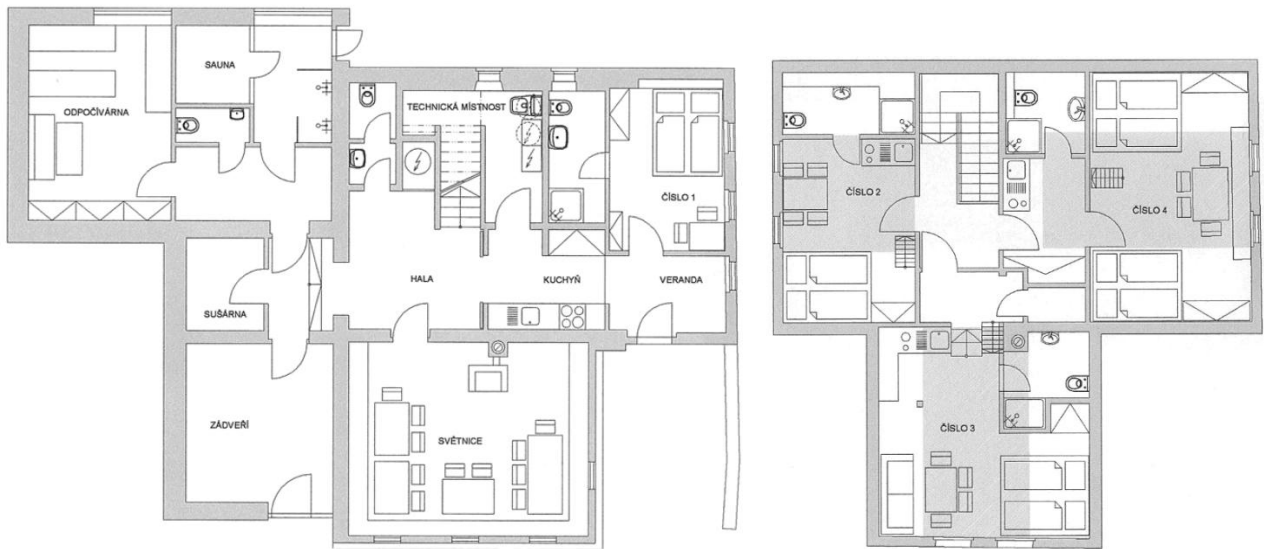 SAUNA
ODPOČÍVÁRNA
TECHNICKÁ MÍSTNOST
ČÍSLO 1
HALA
KUCHYŇ
VERANDA
SUŠÁRNA
ZÁDVEŘÍ
SVĚTNICE
ČÍSLO 2
ČÍSLO 4
ČÍSLO 3